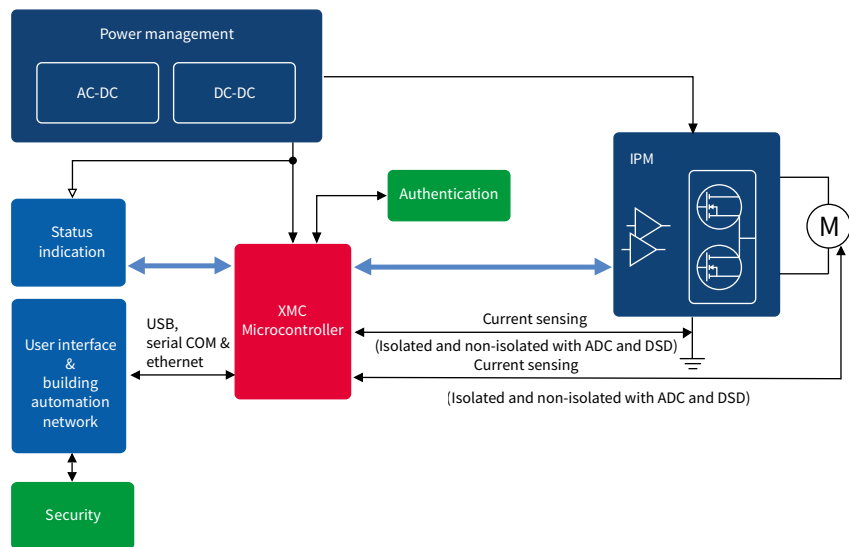 Power management
AC-DC
DC-DC
IPM
Authentication
Status
indication
M
XMC
Microcontroller
USB,
serial COM &
ethernet
User interface
&
building
automation
network
Current sensing
(Isolated and non-isolated with ADC and DSD)
Current sensing
(Isolated and non-isolated with ADC and DSD)
Security